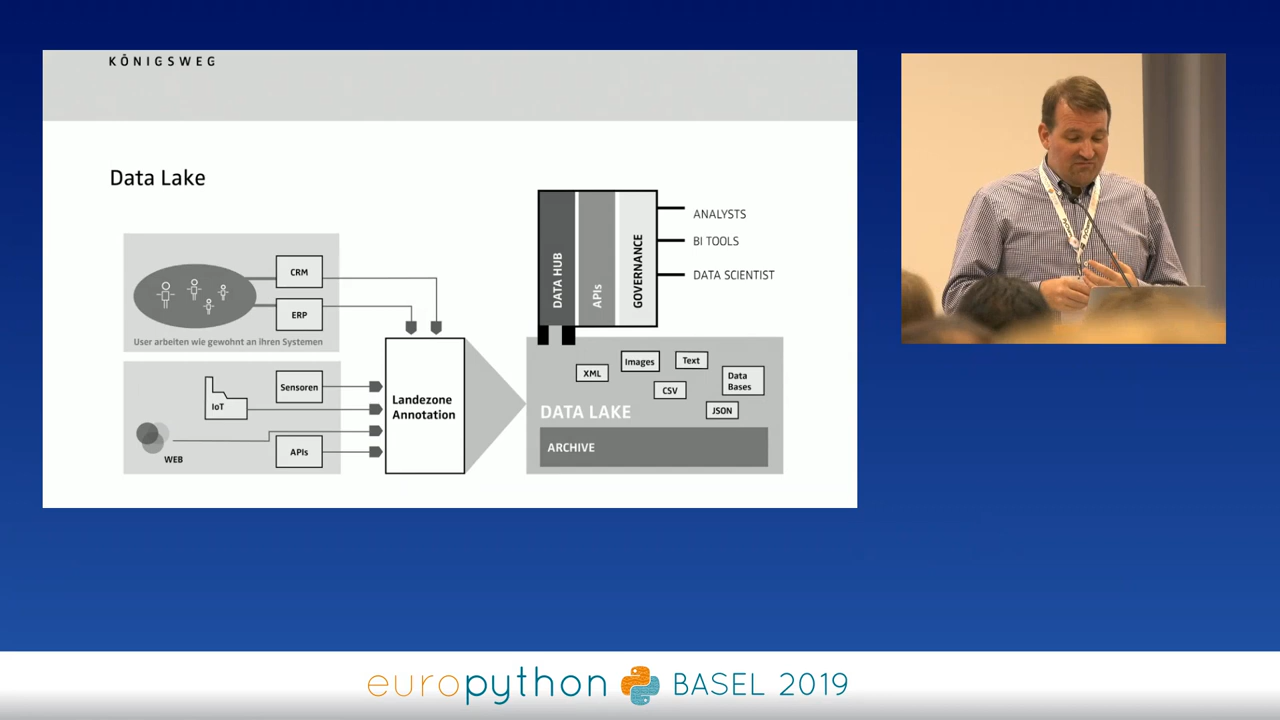 KÖNIGSWEG
Data Lake
CRM
ERP
User arbeiten wie gewohnt an ihren Systemen
Sensoren
IoT
WEB
APIs
Landezone
Annotation
DATA HUB
APIs
GOVERNANCE
ANALYSTS
BI TOOLS
DATA SCIENTIST
XML
Images
Text
CSV
Data
Bases
JSON
DATA LAKE
ARCHIVE
europython BASEL 2019